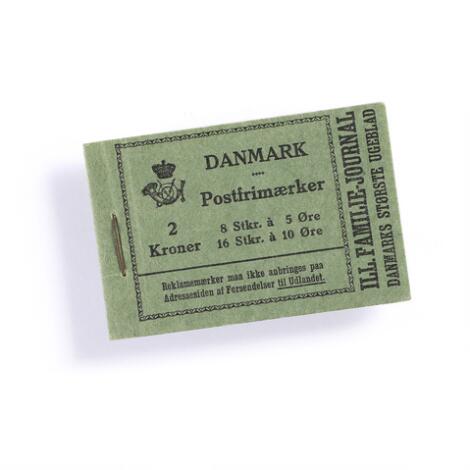 DANMARK
Postfrimærker
2
Kroner
8 Stkr. à 5 Øre
16 Stkr. à 10 Øre
Reklamemærker maa ikke anbringes paa
Adressesiden af Forsendelser til Udlandet.
ILL. FAMILIE-JOURNAL
DANMARKS STØRSTE UGEBLAD